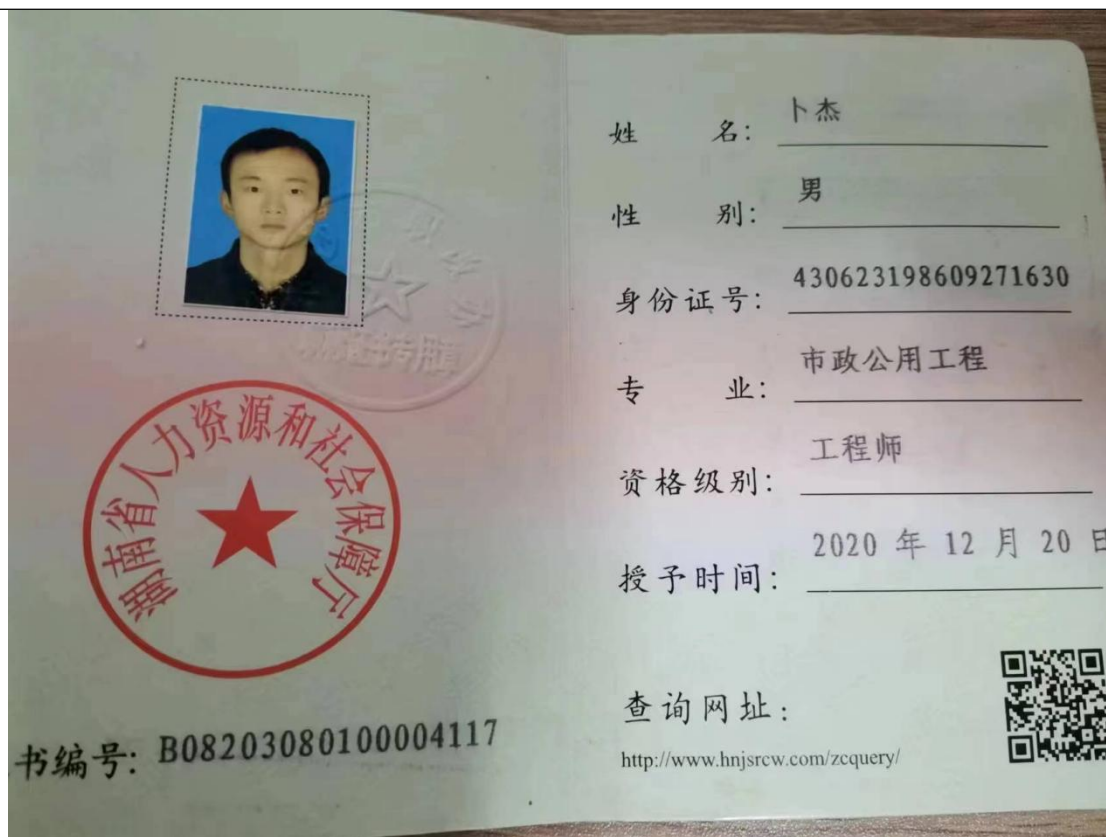 姓 名: 卜杰
性 别: 男
身份证号: 430623198609271630
专 业: 市政公用工程
资格级别: 工程师
授予时间: 2020 年 12 月 20 日
查询网址:
http://www.hnjsrcw.com/zcquery/
湖南省人力资源和社会保障厅
书编号: B08203080100004117